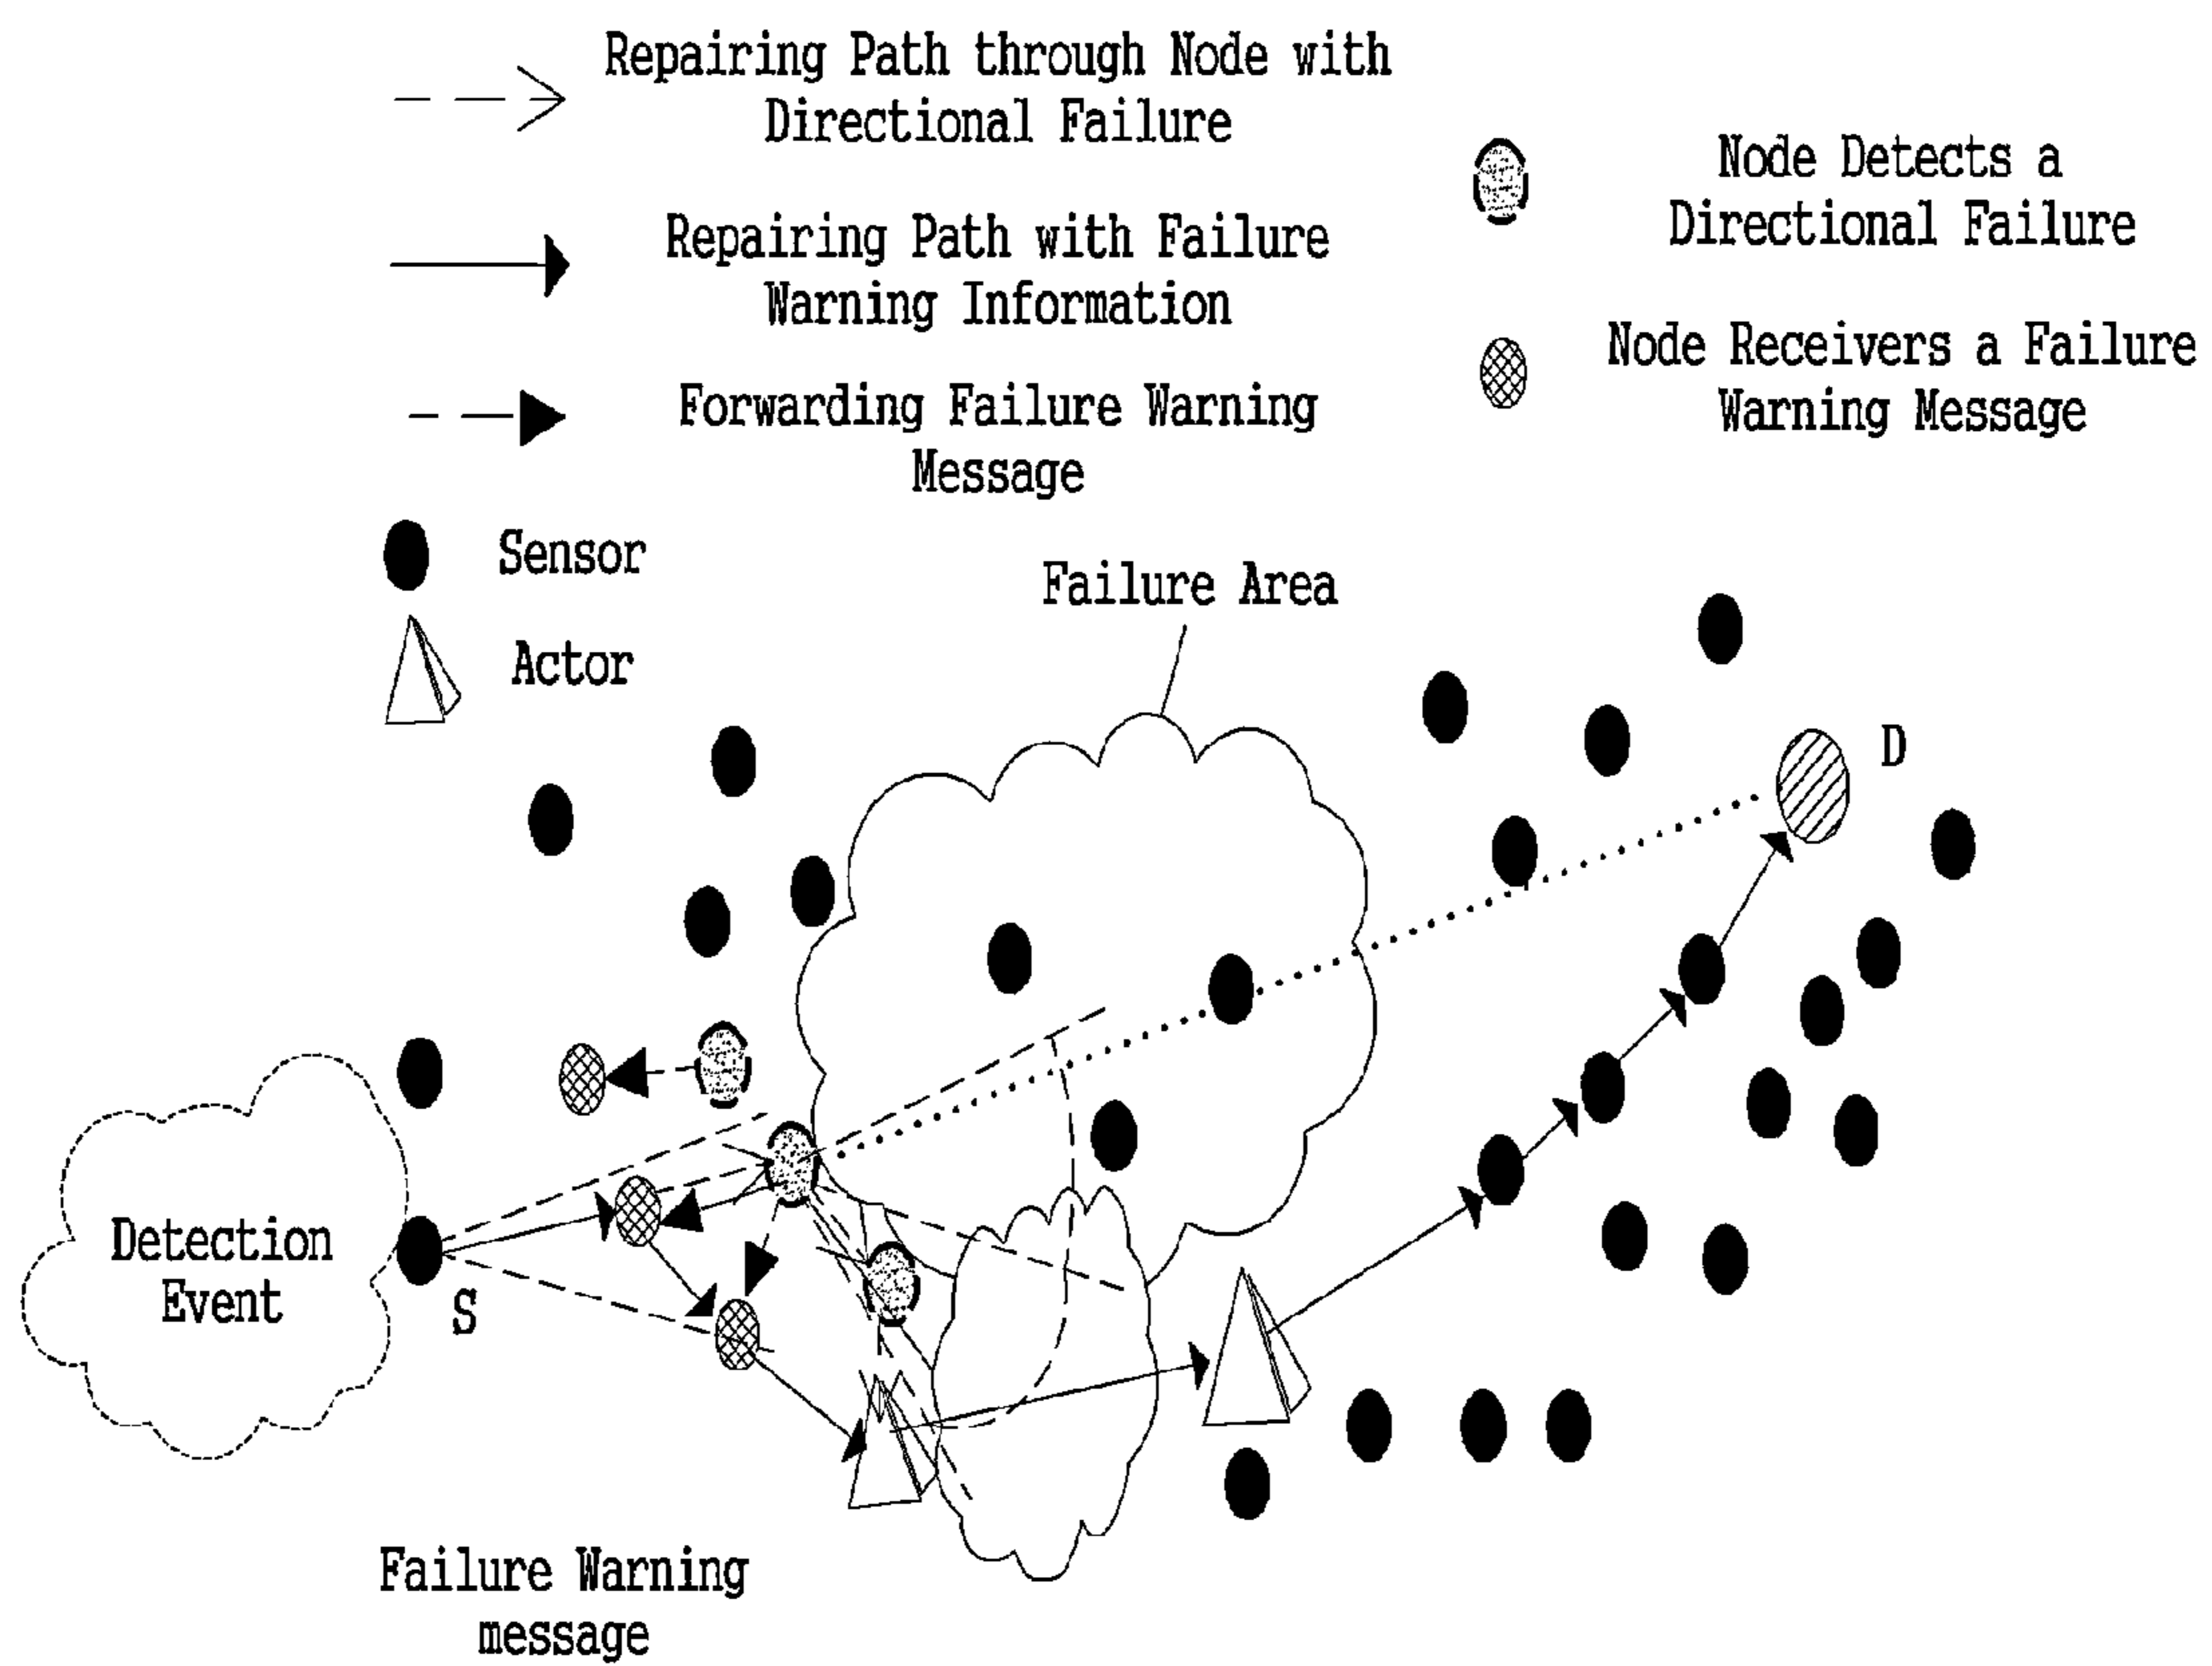 Repairing Path through Node with
Directional Failure
Repairing Path with Failure
Warning Information
Forwarding Failure Warning
Message
Node Detects a
Directional Failure
Node Receivers a Failure
Warning Message
Sensor
Actor
Failure Area
D
Detection
Event
S
Failure Warning
message